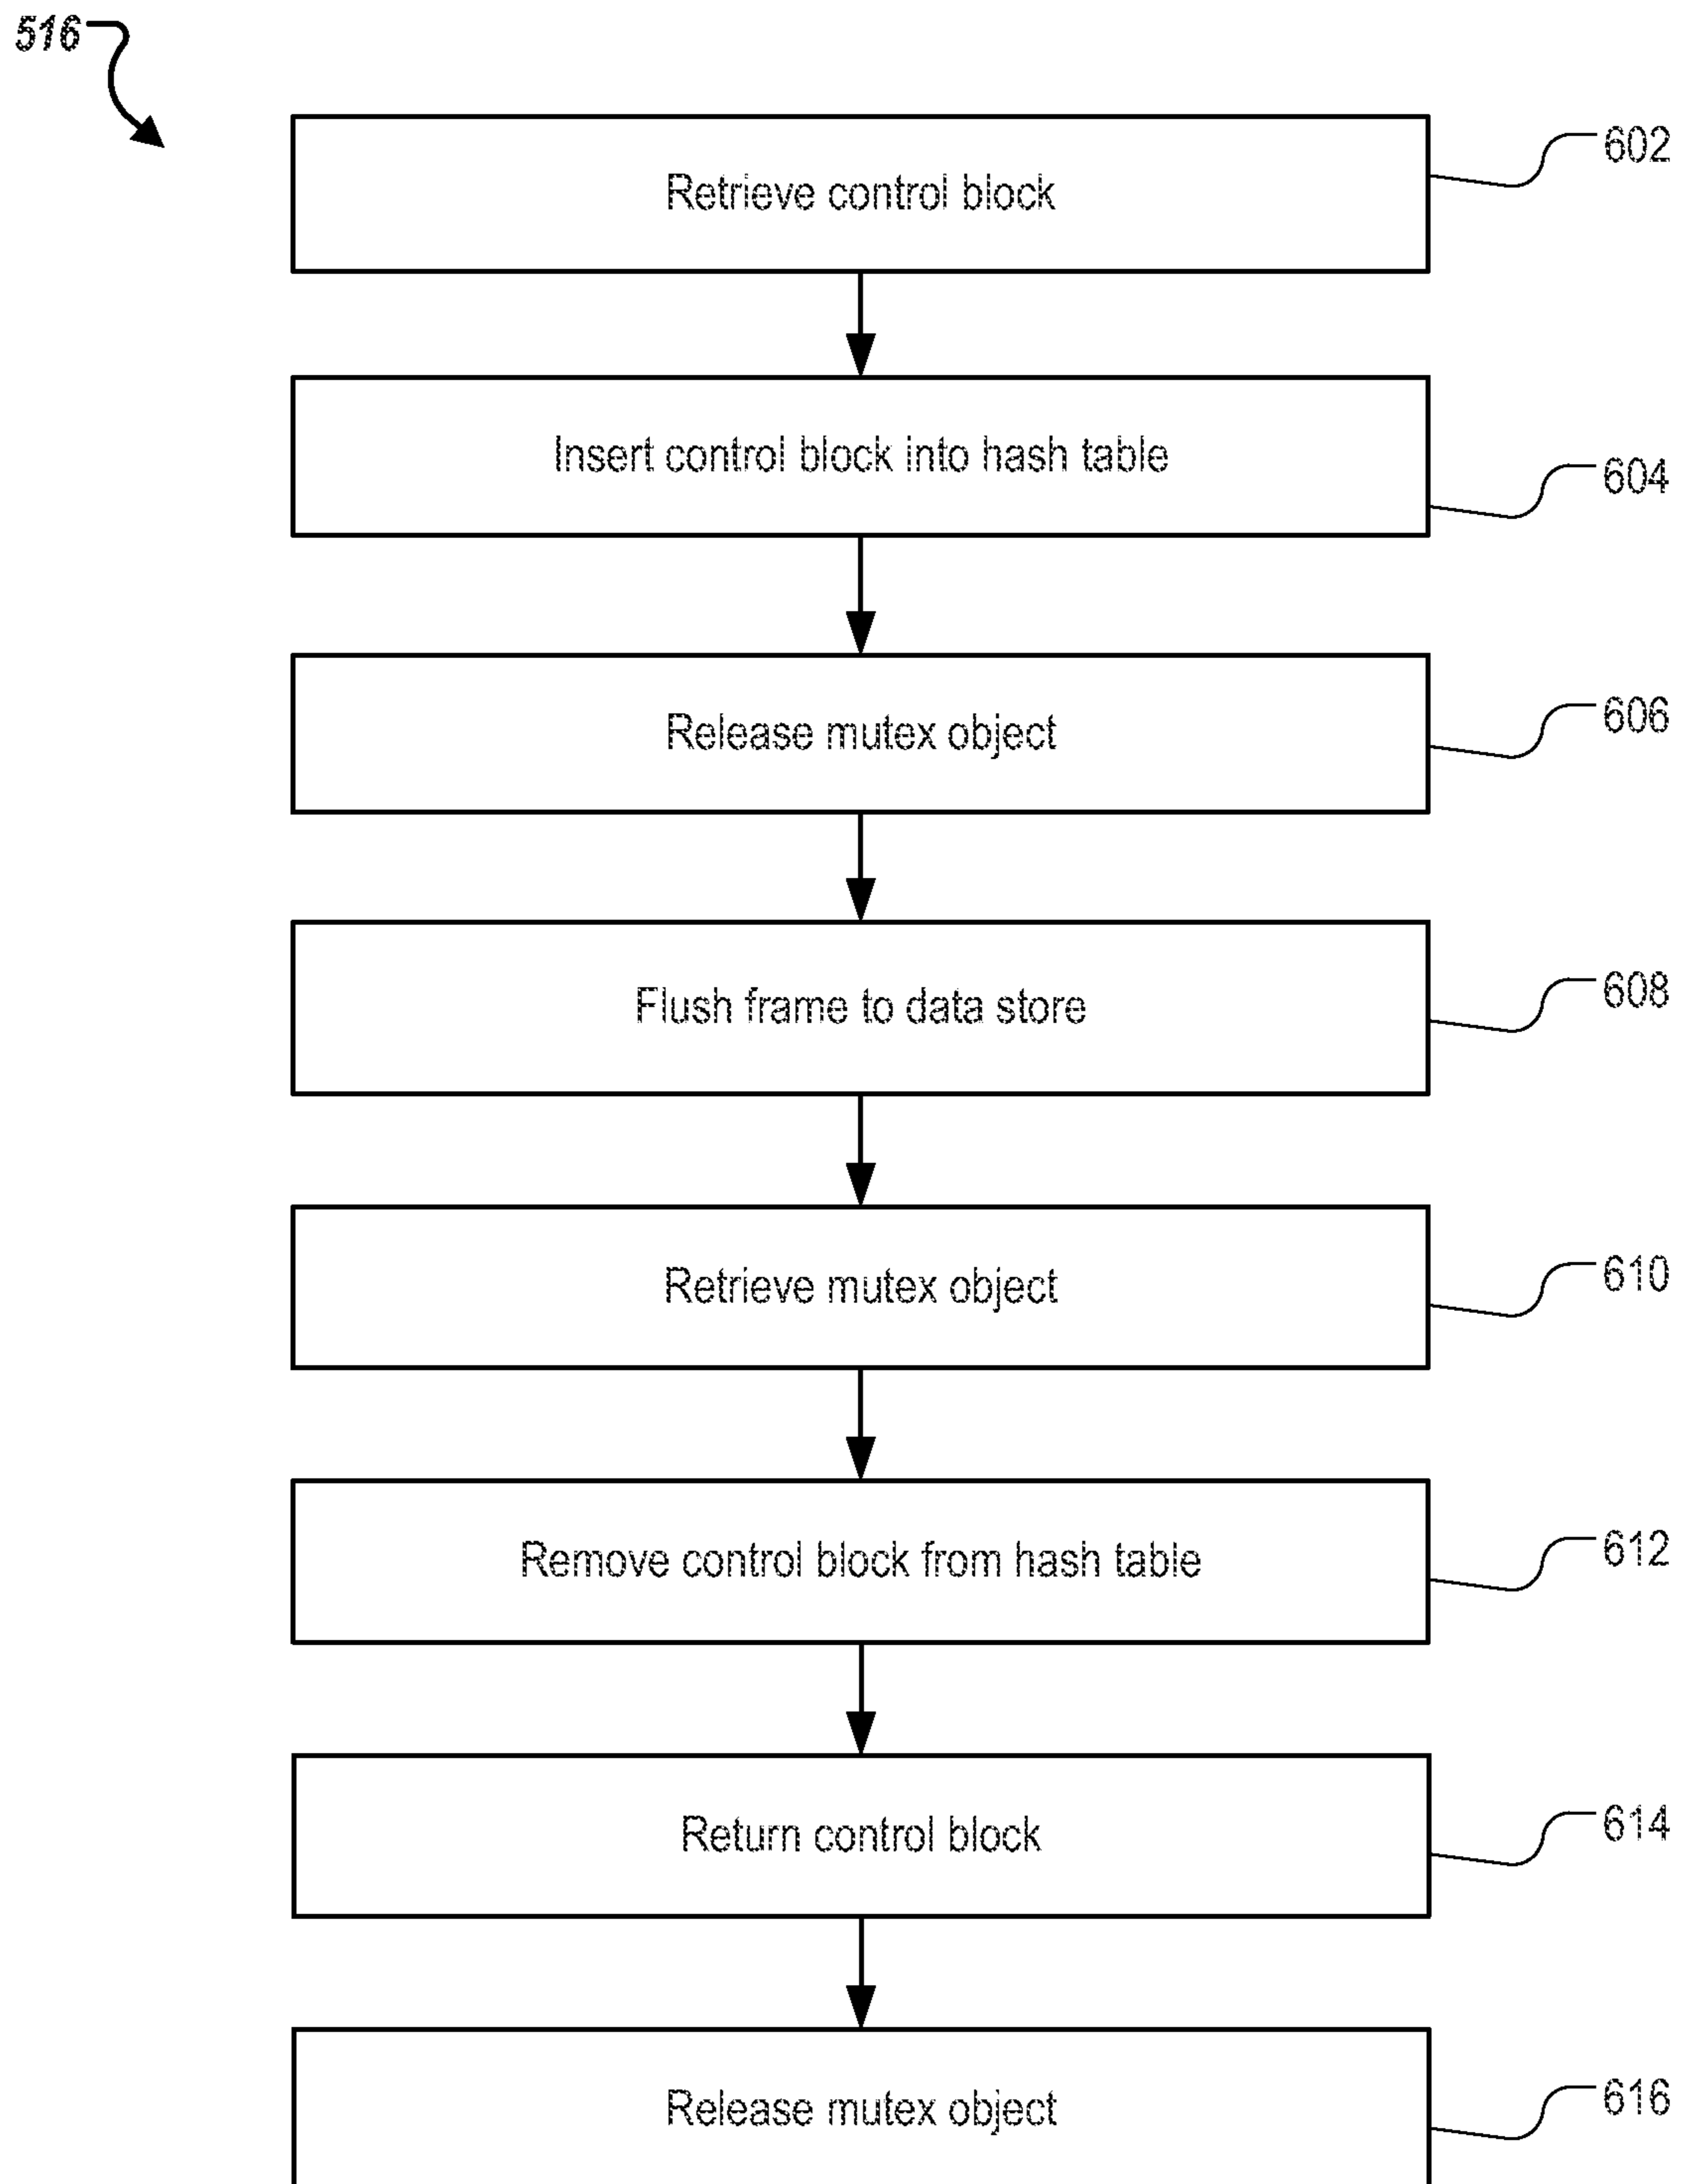 516
Retrieve control block
602
Insert control block into hash table
604
Release mutex object
606
Flush frame to data store
608
Retrieve mutex object
610
Remove control block from hash table
612
Return control block
614
Release mutex object
616